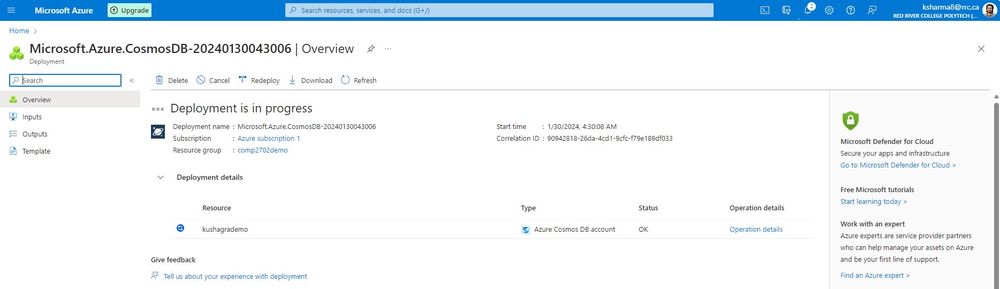 Microsoft Azure
Upgrade
Search resources, services, and docs (G+/)
2
ksharma8@rrc.ca
RED RIVER COLLEGE POLYTECH (...
Home
Microsoft.Azure.CosmosDB-20240130043006 | Overview
Deployment
Search
Delete
Cancel
Redeploy
Download
Refresh
Overview
Inputs
Outputs
Template
Deployment is in progress
Deployment name : Microsoft.Azure.CosmosDB-20240130043006
Subscription : Azure subscription 1
Resource group : comp2702demo
Start time : 1/30/2024, 4:30:08 AM
Correlation ID : 90942818-26da-4cd1-9cfc-f79e189df033
Deployment details
Resource Type Status Operation details
kushagrademo Azure Cosmos DB account OK Operation details
Give feedback
Tell us about your experience with deployment
Microsoft Defender for Cloud
Secure your apps and infrastructure
Go to Microsoft Defender for Cloud >
Free Microsoft tutorials
Start learning today >
Work with an expert
Azure experts are service provider partners
who can help manage your assets on Azure
and be your first line of support.
Find an Azure expert >